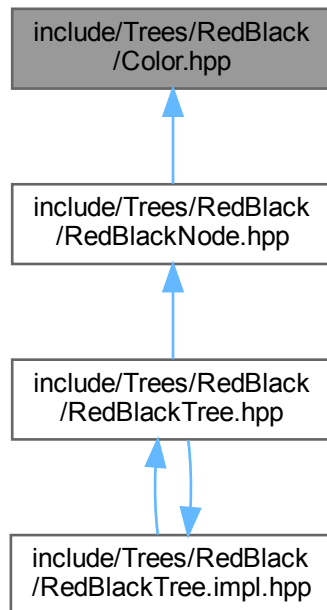 include/Trees/RedBlack
/Color.hpp
include/Trees/RedBlack
/RedBlackNode.hpp
include/Trees/RedBlack
/RedBlackTree.hpp
include/Trees/RedBlack
/RedBlackTree.impl.hpp